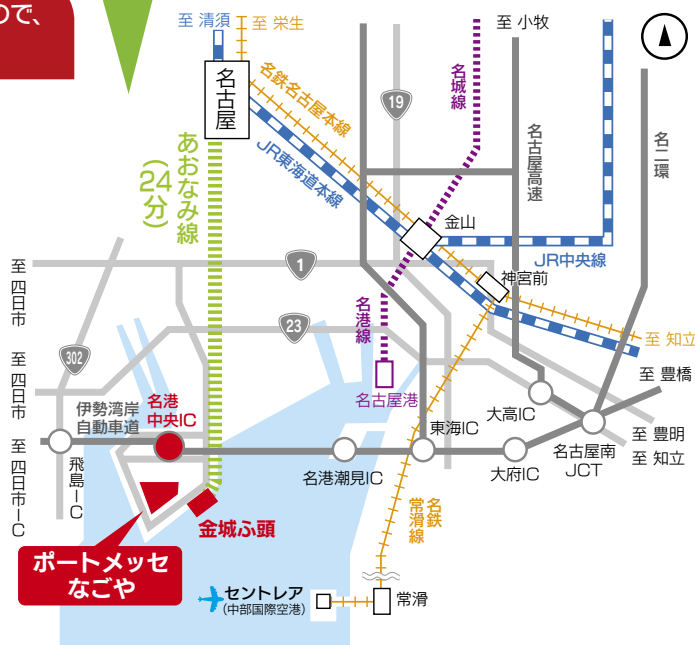 ので、
至 清須
至 栄生
至 小牧
名古屋
名鉄名古屋本線
JR東海道本線
名城線
19
名古屋高速
名二環
あおなみ線
(24分)
金山
JR中央線
神宮前
1
至 四日市
23
名港線
至 知立
302
至 四日市
名古屋港
至 豊橋
伊勢湾岸
自動車道
名港
中央IC
東海IC
大高IC
至 豊明
至 知立
至 四日市IC
飛島IC
名港潮見IC
大府IC
名古屋南
JCT
金城ふ頭
名鉄
常滑線
ポートメッセ
なごや
セントレア
(中部国際空港)
常滑